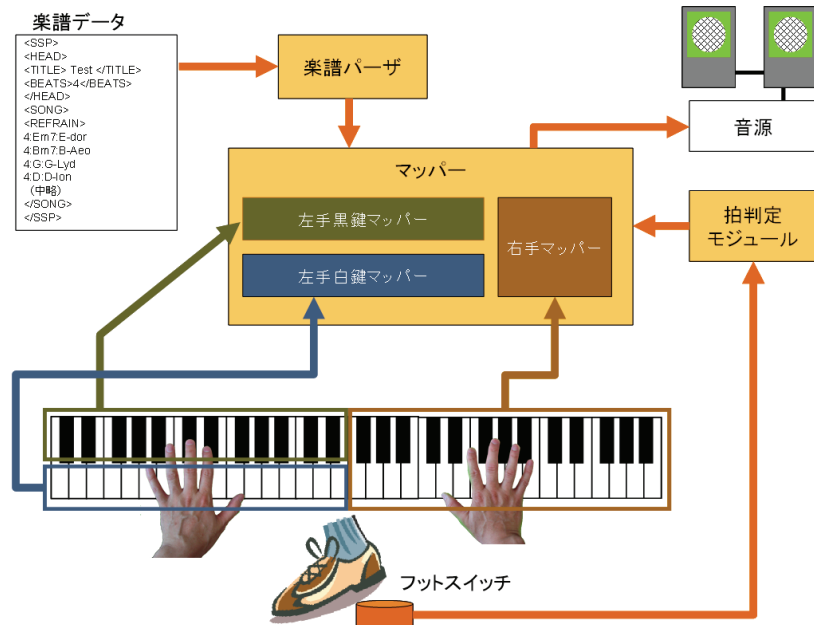 楽譜データ
<SSP>
<HEAD>
<TITLE> Test </TITLE>
<BEATS>4</BEATS>
</HEAD>
<SONG>
<REFRAIN>
4:Em7:E-dor
4:Bm7:B-Aeo
4:G:G-Lyd
4:D:D-Ion
（中略）
</SONG>
</SSP>
楽譜パーザ
音源
マッパー
左手黒鍵マッパー
左手白鍵マッパー
右手マッパー
拍判定
モジュール
フットスイッチ